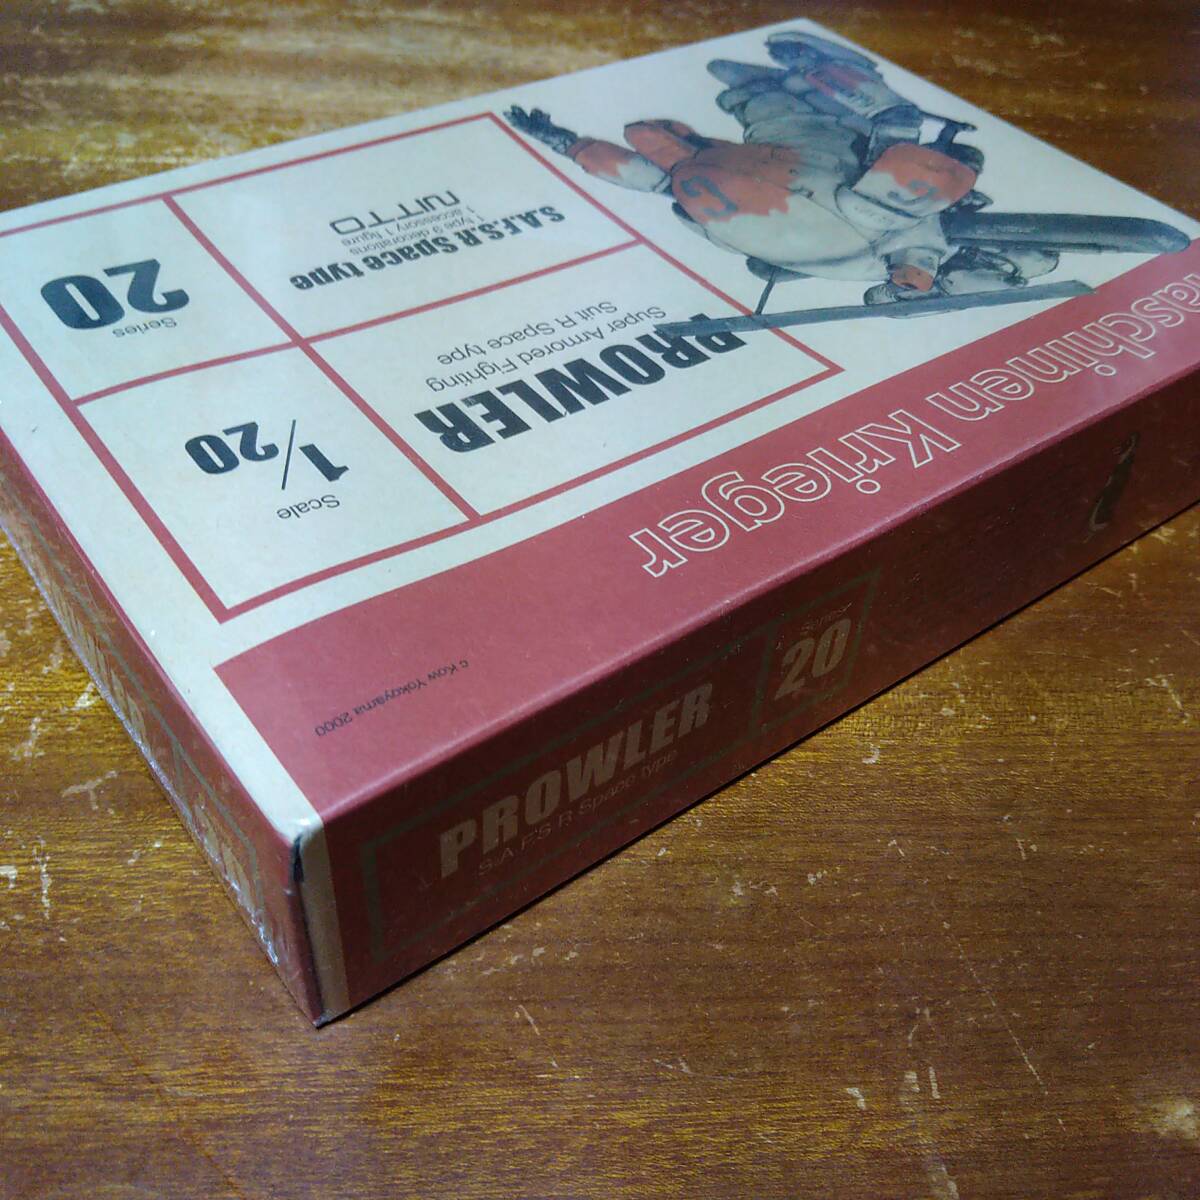 Maschinen Krieger
PROWLER
Super Armored Fighting
Suit R Space type
Scale
1/20
S.A.F.S.R Space type
1 type 9 decorations
1 accessory 1 figure
NITTO
Series
20
© Kow Yokoyama 2000
PROWLER
S.A.F.S R Space type
Series
20